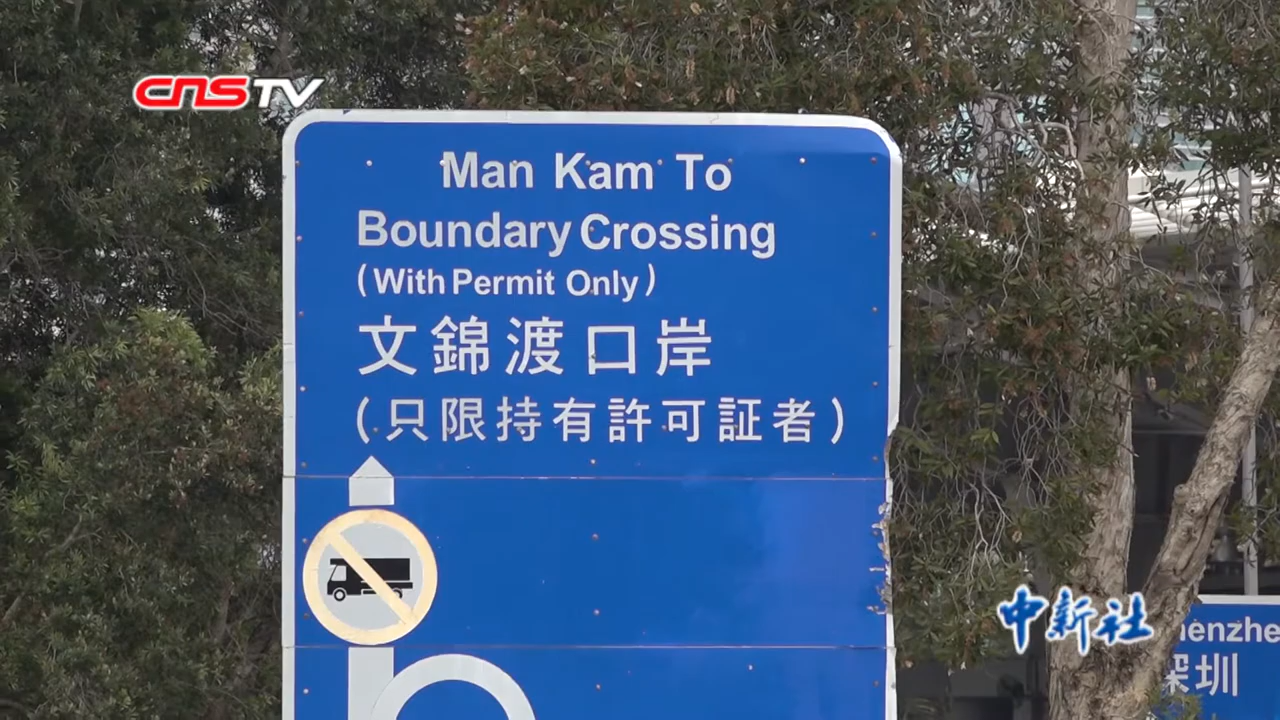 CNSTV
Man Kam To
Boundary Crossing
(With Permit Only)
文錦渡口岸
(只限持有許可証者)
中新社
深圳